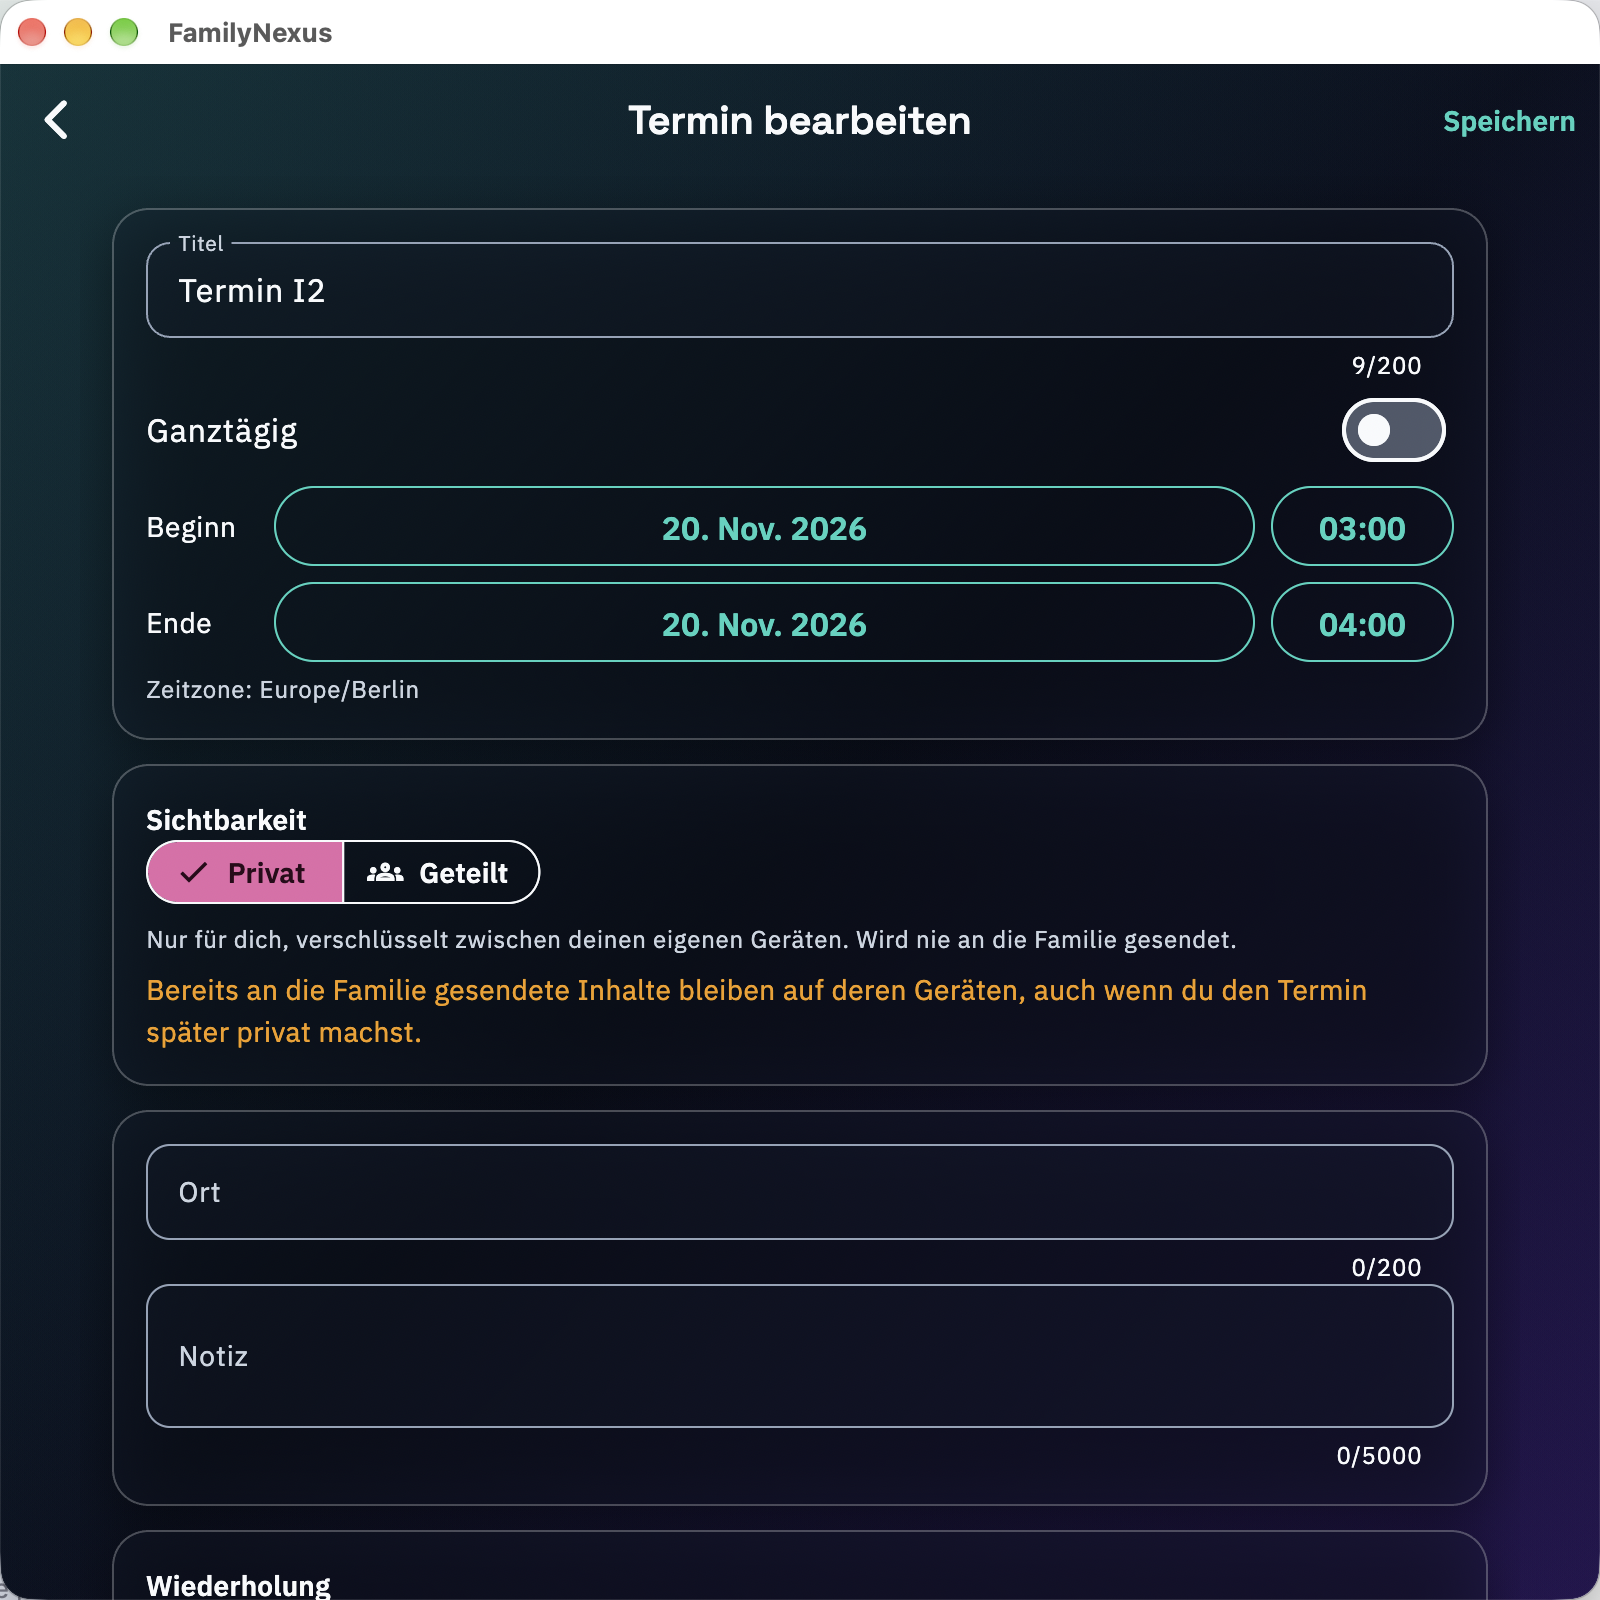 FamilyNexus
Termin bearbeiten
Speichern
Titel
Termin I2
9/200
Ganztägig
Beginn
20. Nov. 2026
03:00
Ende
20. Nov. 2026
04:00
Zeitzone: Europe/Berlin
Sichtbarkeit
Privat
Geteilt
Nur für dich, verschlüsselt zwischen deinen eigenen Geräten. Wird nie an die Familie gesendet.
Bereits an die Familie gesendete Inhalte bleiben auf deren Geräten, auch wenn du den Termin
später privat machst.
Ort
0/200
Notiz
0/5000
Wiederholung